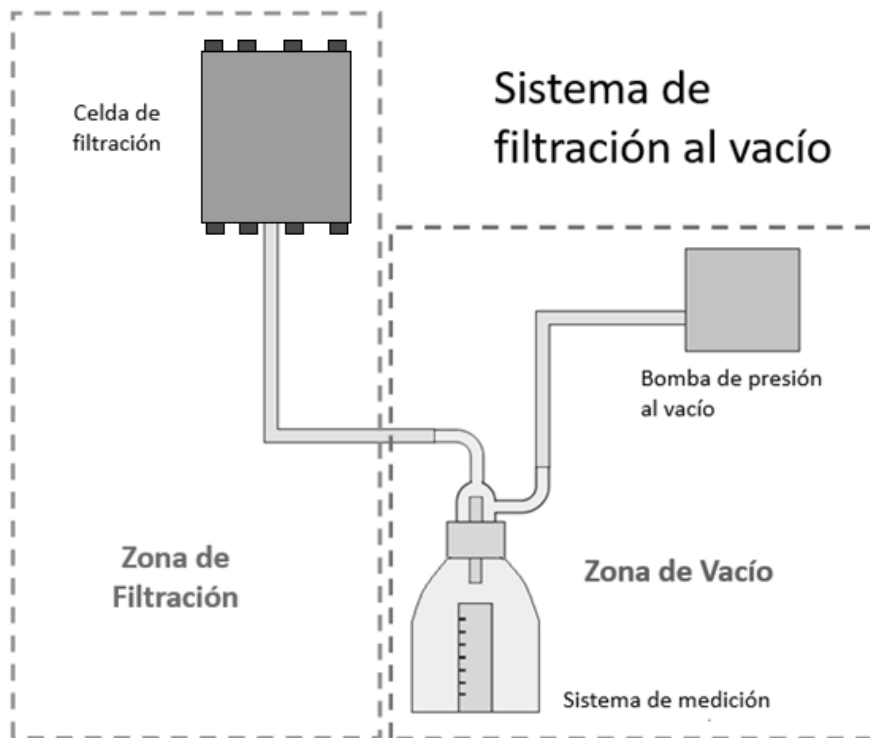 Celda de
filtración
Sistema de
filtración al vacío
Bomba de presión
al vacío
Zona de
Filtración
Zona de Vacío
Sistema de medición